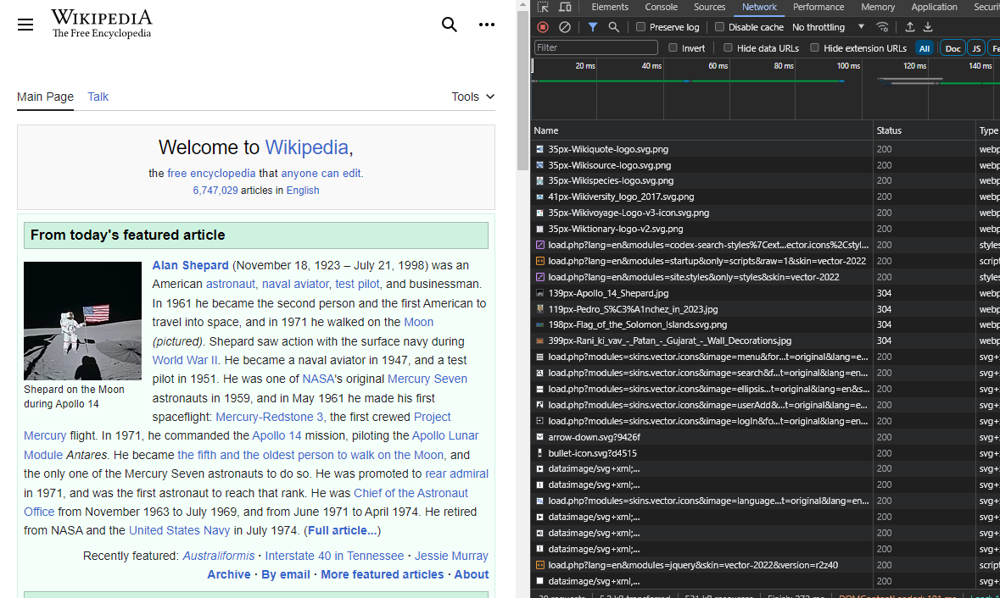 WIKIPEDIA
The Free Encyclopedia
Main Page Talk Tools
Welcome to Wikipedia,
the free encyclopedia that anyone can edit.
6,747,029 articles in English
From today's featured article
Alan Shepard (November 18, 1923 – July 21, 1998) was an
American astronaut, naval aviator, test pilot, and businessman.
In 1961 he became the second person and the first American to
travel into space, and in 1971 he walked on the Moon
(pictured). Shepard saw action with the surface navy during
World War II. He became a naval aviator in 1947, and a test
pilot in 1951. He was one of NASA's original Mercury Seven
astronauts in 1959, and in May 1961 he made his first
spaceflight: Mercury-Redstone 3, the first crewed Project
Shepard on the Moon
during Apollo 14
Mercury flight. In 1971, he commanded the Apollo 14 mission, piloting the Apollo Lunar
Module Antares. He became the fifth and the oldest person to walk on the Moon, and
the only one of the Mercury Seven astronauts to do so. He was promoted to rear admiral
in 1971, and was the first astronaut to reach that rank. He was Chief of the Astronaut
Office from November 1963 to July 1969, and from June 1971 to April 1974. He retired
from NASA and the United States Navy in July 1974. (Full article...)
Recently featured: Australiformis · Interstate 40 in Tennessee · Jessie Murray
Archive · By email · More featured articles · About
Elements Console Sources Network Performance Memory Application Securi
Preserve log Disable cache No throttling
Filter Invert Hide data URLs Hide extension URLs All Doc JS Fe
20 ms 40 ms 60 ms 80 ms 100 ms 120 ms 140 ms
Name Status Type
35px-Wikiquote-logo.svg.png 200 webp
35px-Wikisource-logo.svg.png 200 webp
35px-Wikispecies-logo.svg.png 200 webp
41px-Wikiversity_logo_2017.svg.png 200 webp
35px-Wikivoyage-Logo-v3-icon.svg.png 200 webp
35px-Wiktionary-logo-v2.svg.png 200 webp
load.php?lang=en&modules=codex-search-styles%7Cext...ector.icons%2Cstyl... 200 styles
load.php?lang=en&modules=startup&only=scripts&raw=1&skin=vector-2022 200 script
load.php?lang=en&modules=site.styles&only=styles&skin=vector-2022 200 styles
139px-Apollo_14_Shepard.jpg 304 webp
119px-Pedro_S%C3%A1nchez_in_2023.jpg 304 webp
198px-Flag_of_the_Solomon_Islands.svg.png 304 webp
399px-Rani_ki_vav_-_Patan_-_Gujarat_-_Wall_Decorations.jpg 304 webp
load.php?modules=skins.vector.icons&image=menu&f...t=original&lang=e... 200 svg+
load.php?modules=skins.vector.icons&image=search&f...t=original&lang=en... 200 svg+
load.php?modules=skins.vector.icons&image=ellipsis...t=original&lang=en&s... 200 svg+
load.php?modules=skins.vector.icons&image=userAdd&...t=original&lang=e... 200 svg+
load.php?modules=skins.vector.icons&image=logIn&fo...t=original&lang=en... 200 svg+
arrow-down.svg?9426f 200 svg+
bullet-icon.svg?d4515 200 svg+
data:image/svg+xml;... 200 svg+
data:image/svg+xml;... 200 svg+
load.php?modules=skins.vector.icons&image=language...t=original&lang=en... 200 svg+
data:image/svg+xml;... 200 svg+
data:image/svg+xml;... 200 svg+
data:image/svg+xml;... 200 svg+
load.php?lang=en&modules=jquery&skin=vector-2022&version=r2z40 200 script
data:image/svg+xml,... 200 svg+